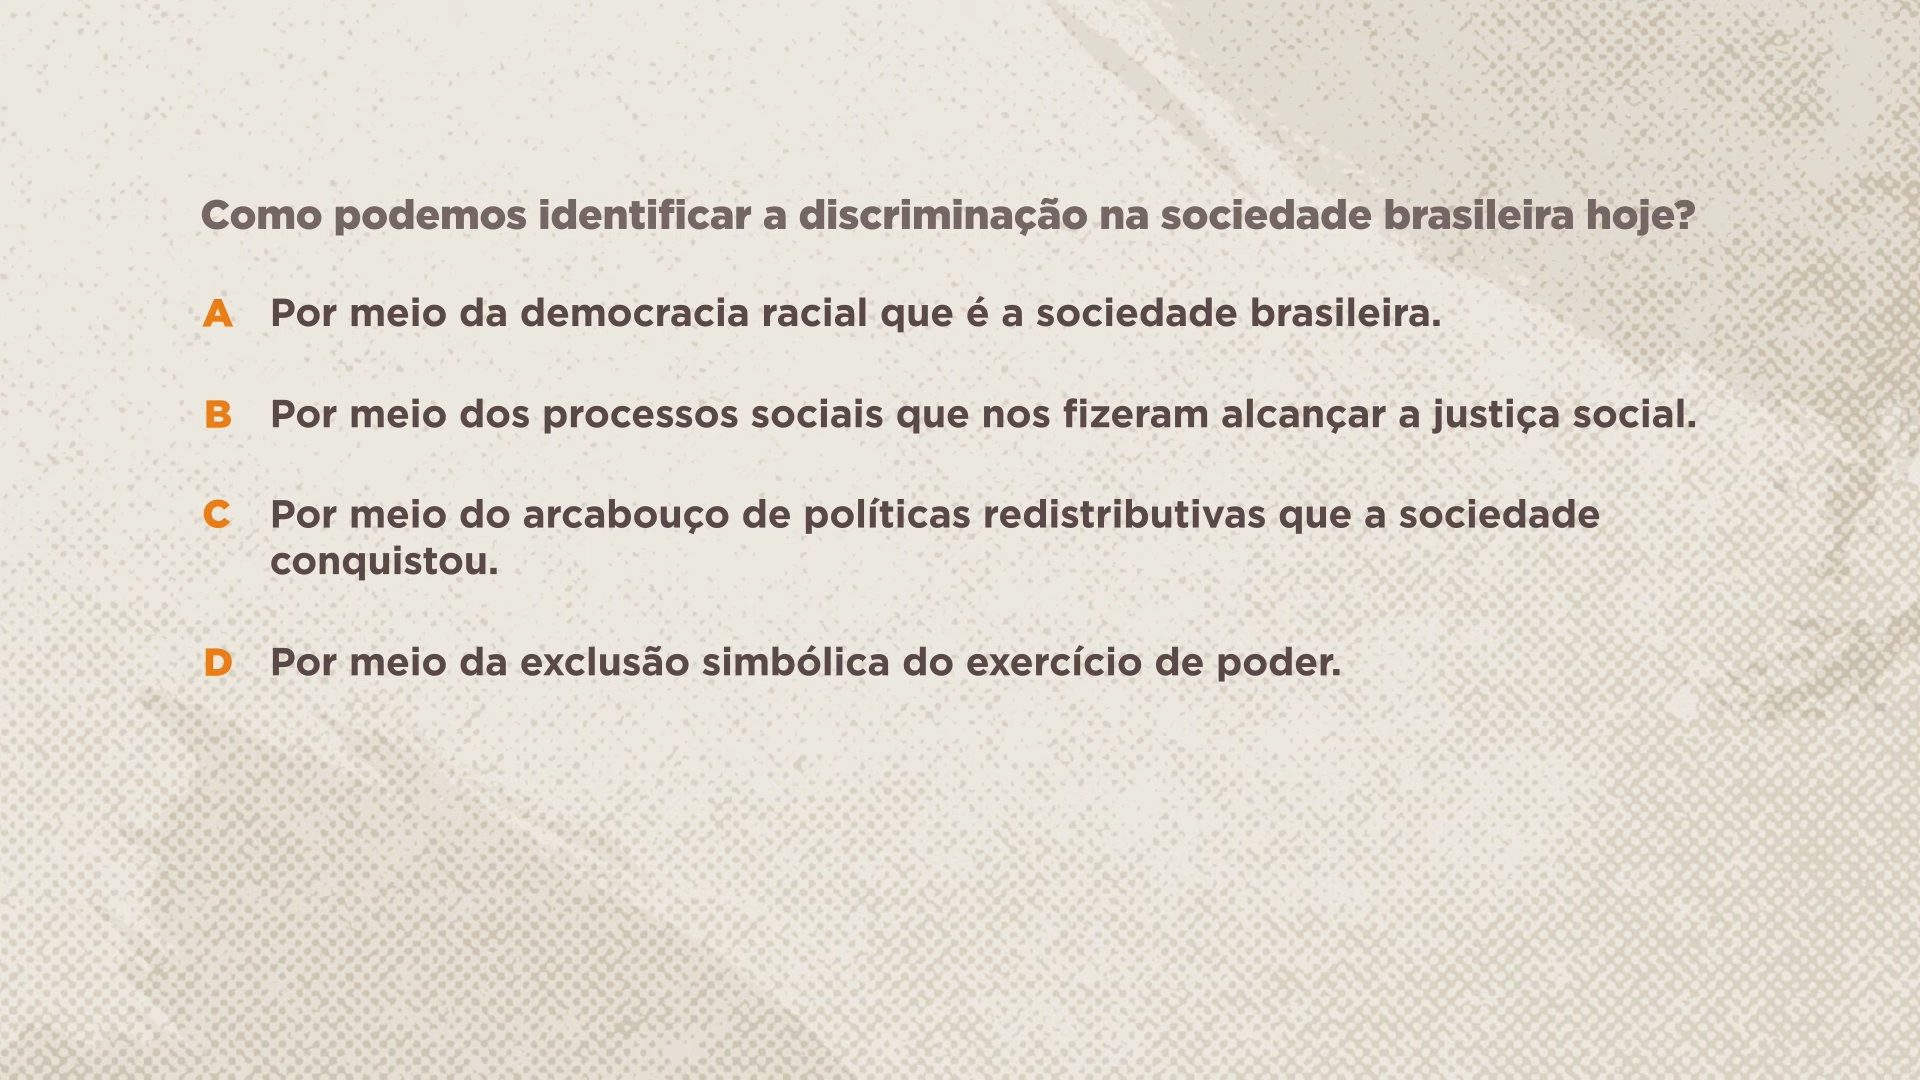 Como podemos identificar a discriminação na sociedade brasileira hoje?
A Por meio da democracia racial que é a sociedade brasileira.
B Por meio dos processos sociais que nos fizeram alcançar a justiça social.
C Por meio do arcabouço de políticas redistributivas que a sociedade
conquistou.
D Por meio da exclusão simbólica do exercício de poder.